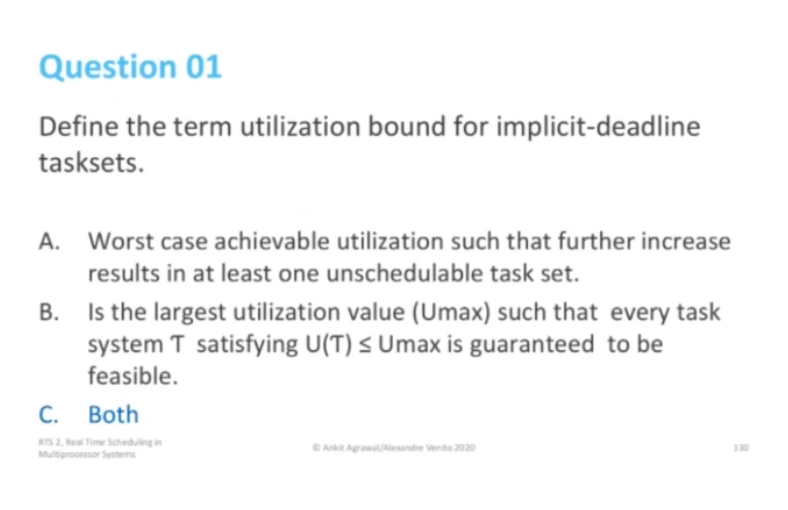 Question 01
Define the term utilization bound for implicit-deadline
tasksets.
A. Worst case achievable utilization such that further increase
results in at least one unschedulable task set.
B. Is the largest utilization value (Umax) such that every task
system T satisfying U(T) ≤ Umax is guaranteed to be
feasible.
C. Both
RTS 2, Real Time Scheduling in
Multiprocessor Systems
© Ankit Agrawal/Alexandre Venito 2020
130